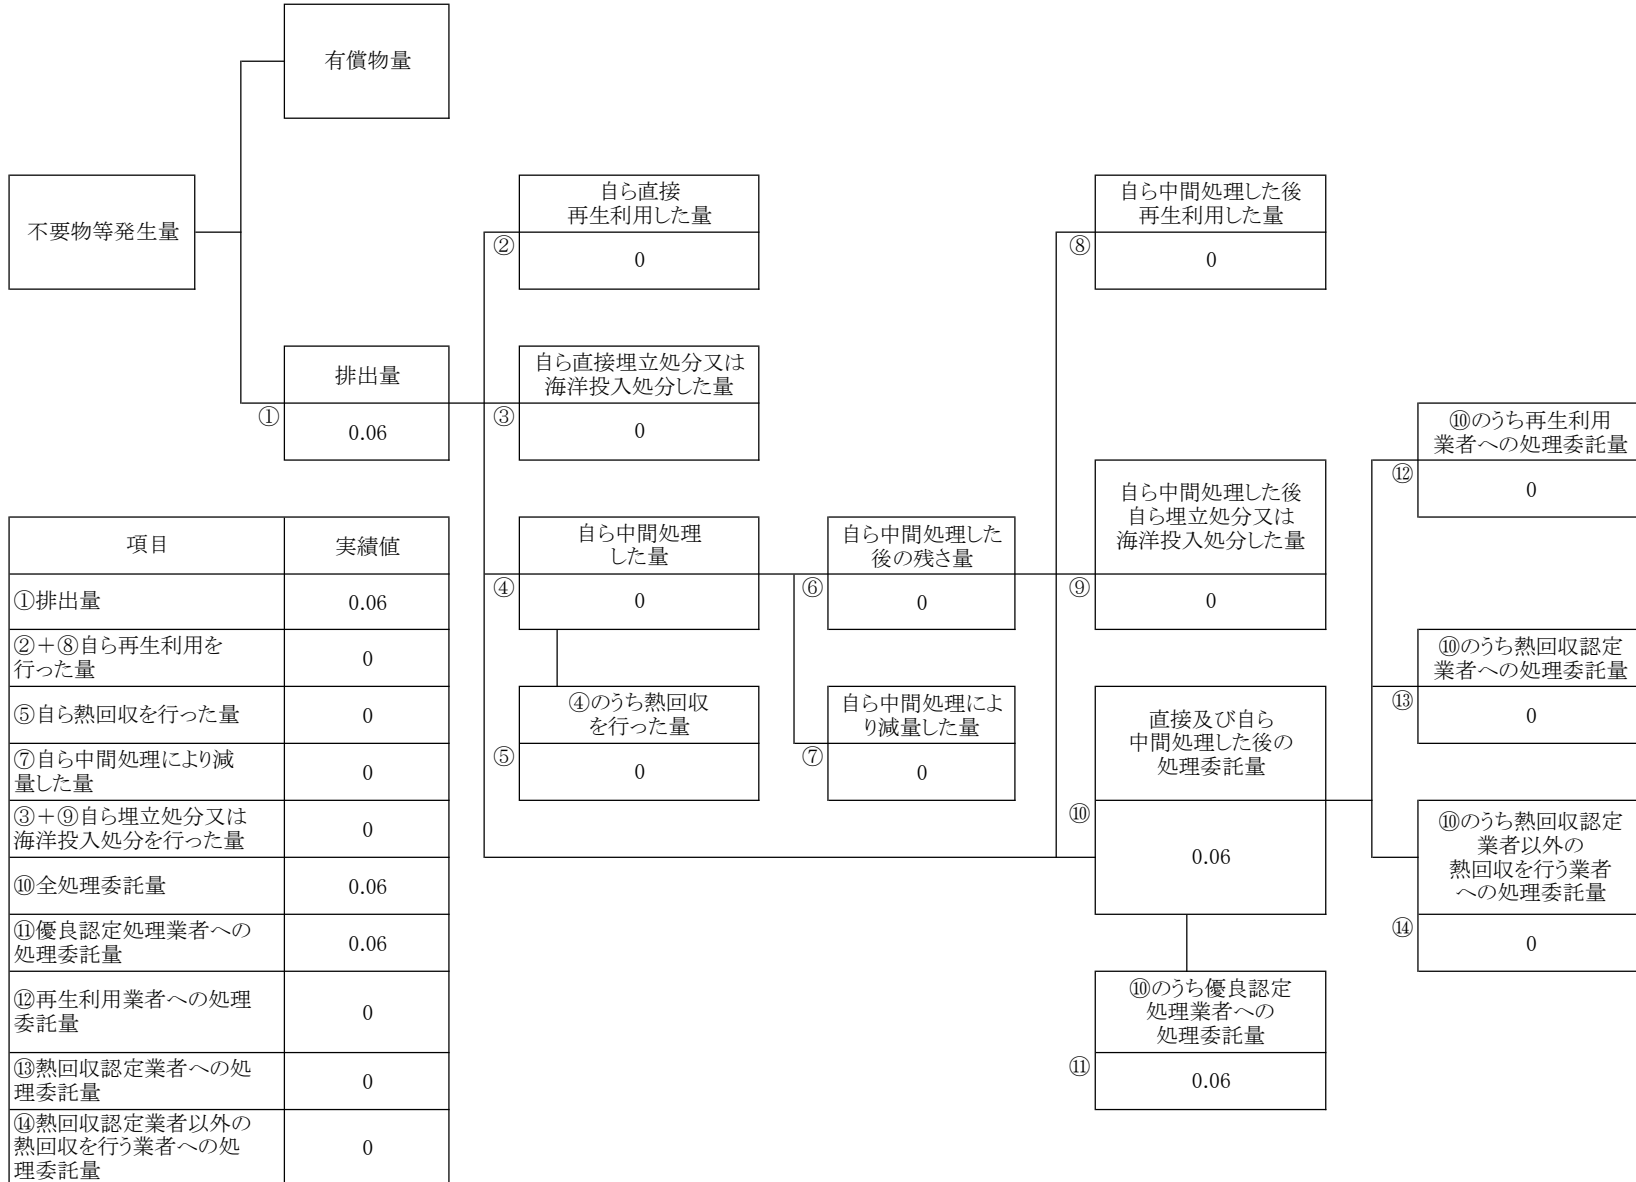 有償物量
不要物等発生量
自ら直接
再生利用した量
②
0
自ら中間処理した後
再生利用した量
⑧
0
排出量
①
0.06
自ら直接埋立処分又は
海洋投入処分した量
③
0
⑩のうち再生利用
業者への処理委託量
⑫
0
自ら中間処理
した量
④
0
自ら中間処理した
後の残さ量
⑥
0
自ら中間処理した後
自ら埋立処分又は
海洋投入処分した量
⑨
0
⑩のうち熱回収認定
業者への処理委託量
⑬
0
④のうち熱回収
を行った量
⑤
0
自ら中間処理によ
り減量した量
⑦
0
直接及び自ら
中間処理した後の
処理委託量
⑩
0.06
⑩のうち熱回収認定
業者以外の
熱回収を行う業者
への処理委託量
⑭
0
⑩のうち優良認定
処理業者への
処理委託量
⑪
0.06
項目 実績値
①排出量 0.06
②+⑧自ら再生利用を
行った量
0
⑤自ら熱回収を行った量 0
⑦自ら中間処理により減
量した量
0
③+⑨自ら埋立処分又は
海洋投入処分を行った量
0
⑩全処理委託量 0.06
⑪優良認定処理業者への
処理委託量
0.06
⑫再生利用業者への処理
委託量
0
⑬熱回収認定業者への処
理委託量
0
⑭熱回収認定業者以外の
熱回収を行う業者への処
理委託量
0